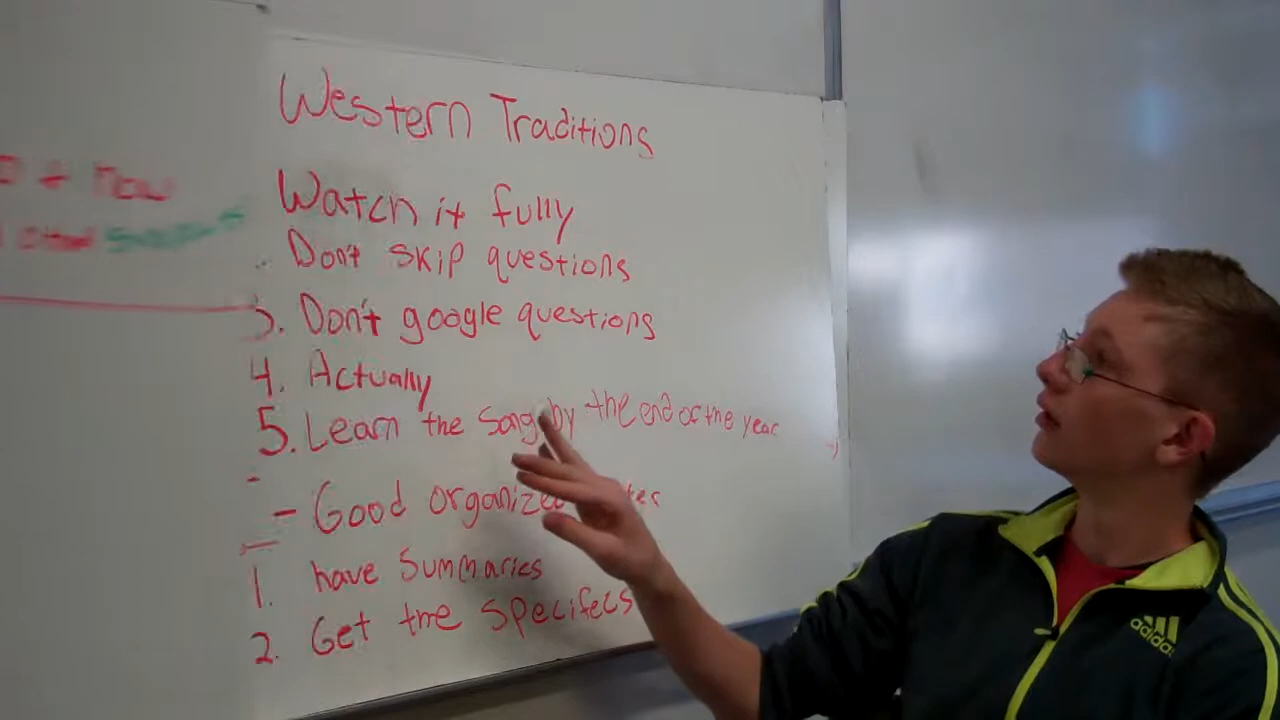 Western Traditions
+ now
Watch it fully
Don't skip questions
3. Don't google questions
4. Actually
5. Learn the song by the end of the year
- Good organized
1. have Summaries
2. Get the specifecs
adidas